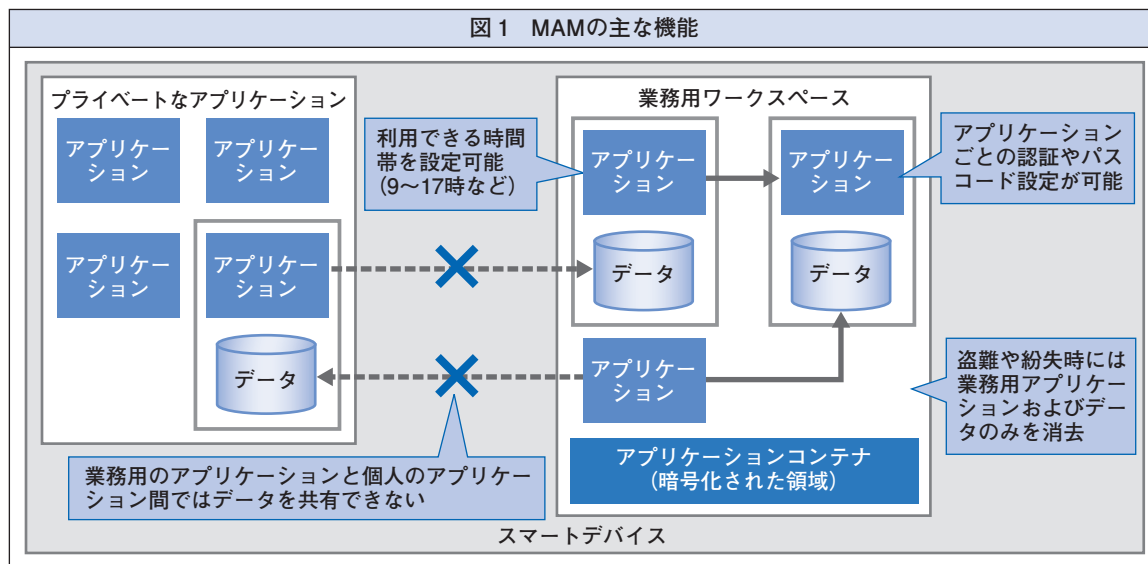 図1 MAMの主な機能
プライベートなアプリケーション
アプリケー
ション
アプリケー
ション
アプリケー
ション
アプリケー
ション
データ
利用できる時間
帯を設定可能
(9〜17時など)
業務用ワークスペース
アプリケー
ション
アプリケー
ション
データ
データ
アプリケー
ション
アプリケーションコンテナ
(暗号化された領域)
アプリケーション
ごとの認証やパス
コード設定が可能
盗難や紛失時には
業務用アプリケー
ションおよびデー
タのみを消去
業務用のアプリケーションと個人のアプリケー
ション間ではデータを共有できない
スマートデバイス